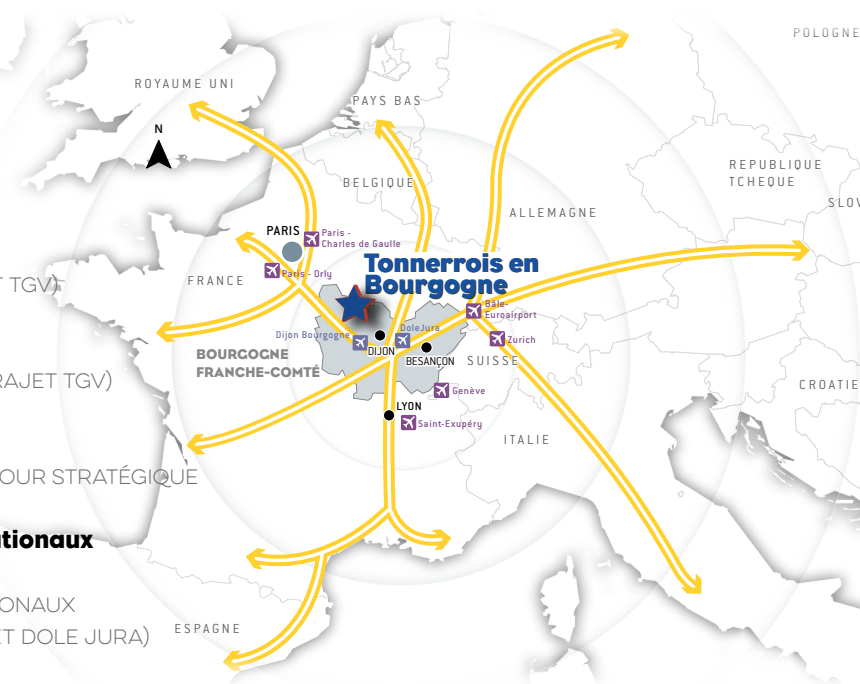 POLOGNE
ROYAUME UNI
PAYS BAS
N
REPUBLIQUE
TCHEQUE
BELGIQUE
SLOV
ALLEMAGNE
PARIS
Paris -
Charles de Gaulle
Tonnerrois en
Bourgogne
Paris - Orly
FRANCE
T TGV)
Bâle-
Euroairport
DoleJura
Dijon Bourgogne
Zurich
DIJON
BESANÇON
SUISSE
BOURGOGNE
FRANCHE-COMTÉ
RAJET TGV)
CROATIE
Genève
LYON
Saint-Exupéry
ITALIE
OUR STRATÉGIQUE
tionaux
IONAUX
ET DOLE JURA)
ESPAGNE